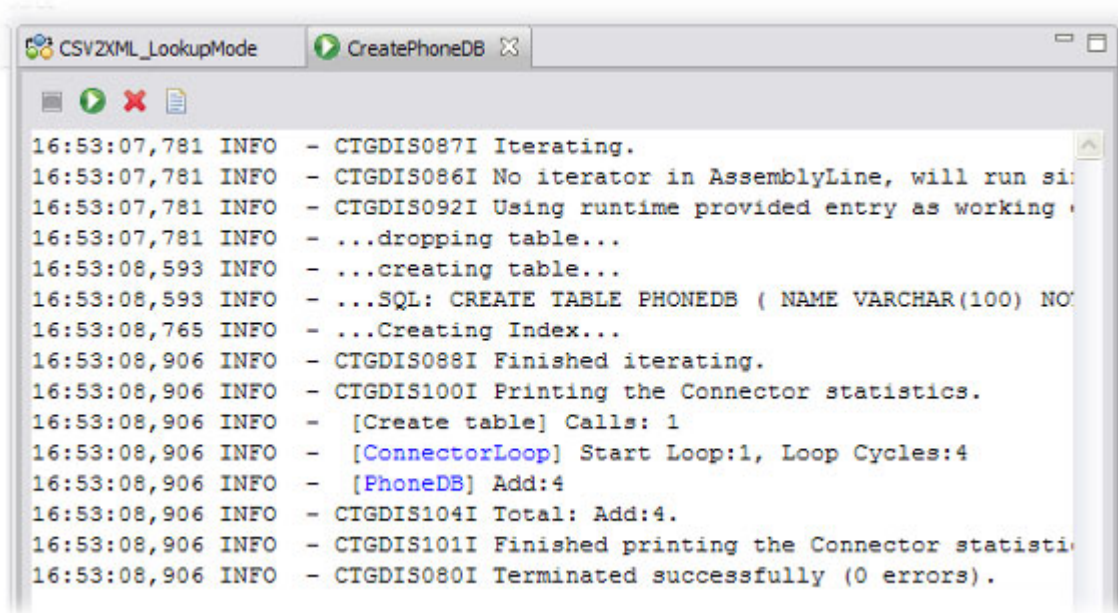 CSV2XML_LookupMode CreatePhoneDB
16:53:07,781 INFO - CTGDIS087I Iterating.
16:53:07,781 INFO - CTGDIS086I No iterator in AssemblyLine, will run
16:53:07,781 INFO - CTGDIS092I Using runtime provided entry as working
16:53:07,781 INFO - ...dropping table...
16:53:08,593 INFO - ...creating table...
16:53:08,593 INFO - ...SQL: CREATE TABLE PHONEDB ( NAME VARCHAR(100)
16:53:08,765 INFO - ...Creating Index...
16:53:08,906 INFO - CTGDIS088I Finished iterating.
16:53:08,906 INFO - CTGDIS100I Printing the Connector statistics.
16:53:08,906 INFO - [Create table] Calls: 1
16:53:08,906 INFO - [ConnectorLoop] Start Loop:1, Loop Cycles:4
16:53:08,906 INFO - [PhoneDB] Add:4
16:53:08,906 INFO - CTGDIS104I Total: Add:4.
16:53:08,906 INFO - CTGDIS101I Finished printing the Connector
16:53:08,906 INFO - CTGDIS080I Terminated successfully (0 errors).